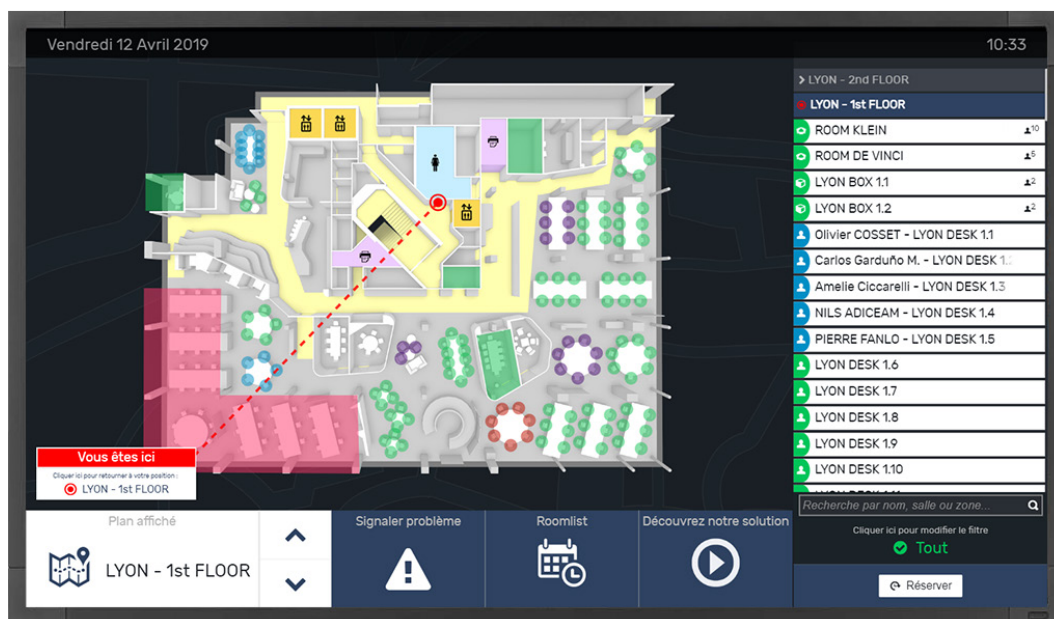 Vendredi 12 Avril 2019
10:33
LYON - 2nd FLOOR
LYON - 1st FLOOR
ROOM KLEIN
10
ROOM DE VINCI
LYON BOX 1.1
2
LYON BOX 1.2
2
Olivier COSSET - LYON DESK 1.1
Carlos Garduño M. - LYON DESK 1.2
Amelie Ciccarelli - LYON DESK 1.3
NILS ADICEAM - LYON DESK 1.4
PIERRE FANLO - LYON DESK 1.5
LYON DESK 1.6
LYON DESK 1.7
LYON DESK 1.8
LYON DESK 1.9
LYON DESK 1.10
Recherche par nom, salle ou zone...
Cliquer ici pour modifier le filtre
Tout
Réserver
Vous êtes ici
Cliquer ici pour retourner à votre position :
LYON - 1st FLOOR
Plan affiché
LYON - 1st FLOOR
Signaler problème
Roomlist
Découvrez notre solution